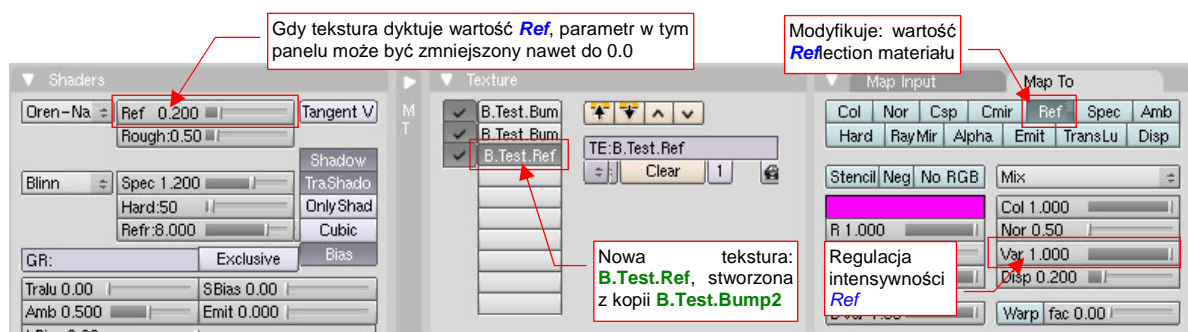 Gdy tekstura dyktuje wartość Ref, parametr w tym
panelu może być zmniejszony nawet do 0.0
Modyfikuje: wartość
Reflection materiału
Shaders
Oren-Na
Ref 0.200
Tangent V
Rough:0.50
Shadow
Blinn
Spec 1.200
TraShado
Hard:50
OnlyShad
Refr:8.000
Cubic
GR:
Exclusive
Bias
Tralu 0.00
SBias 0.00
Amb 0.500
Emit 0.000
M
T
Texture
B.Test.Bum
B.Test.Bum
B.Test.Ref
TE:B.Test.Ref
Clear
1
Nowa tekstura:
B.Test.Ref, stworzona
z kopii B.Test.Bump2
Map Input
Map To
Col Nor Csp Cmir Ref Spec Amb
Hard RayMir Alpha Emit TransLu Disp
Stencil Neg No RGB
Mix
Col 1.000
R 1.000
Nor 0.50
Var 1.000
Disp 0.200
Regulacja
intensywności
Ref
Warp fac 0.00